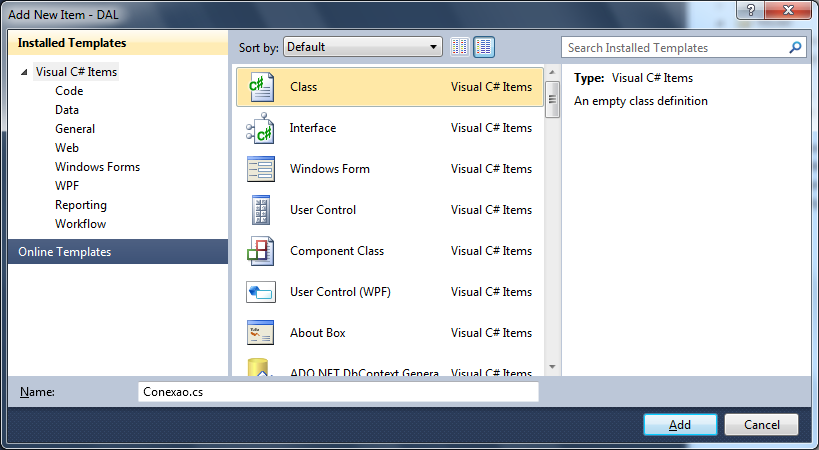 Add New Item - DAL
Installed Templates
Visual C# Items
Code
Data
General
Web
Windows Forms
WPF
Reporting
Workflow
Online Templates
Sort by: Default
Class Visual C# Items
Interface Visual C# Items
Windows Form Visual C# Items
User Control Visual C# Items
Component Class Visual C# Items
User Control (WPF) Visual C# Items
About Box Visual C# Items
ADO.NET DbContext Genera... Visual C# Items
Search Installed Templates
Type: Visual C# Items
An empty class definition
Name: Conexao.cs
Add Cancel